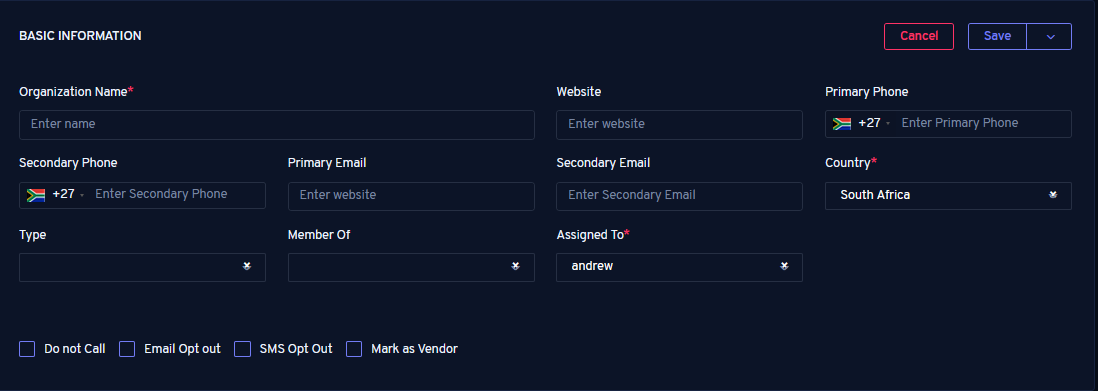 BASIC INFORMATION Cancel Save
Organization Name* Website Primary Phone
Enter name Enter website +27 Enter Primary Phone
Secondary Phone Primary Email Secondary Email Country*
+27 Enter Secondary Phone Enter website Enter Secondary Email South Africa
Type Member Of Assigned To*
andrew
Do not Call Email Opt out SMS Opt Out Mark as Vendor